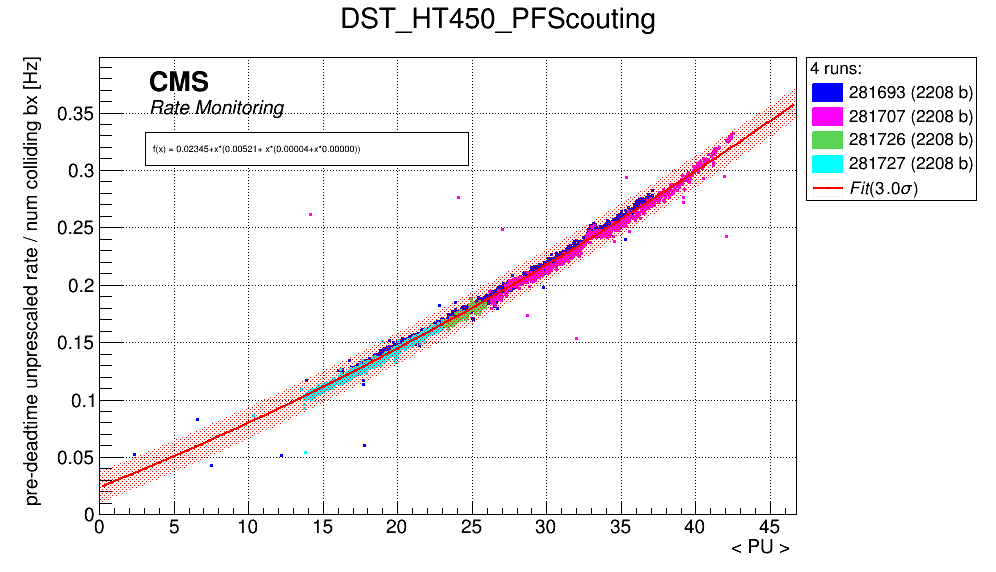 DST_HT450_PFScouting
pre-deadtime unprescaled rate / num colliding bx [Hz]
CMS
Rate Monitoring
f(x) = 0.02345+x*(0.00521+ x*(0.00004+x*0.00000))
0.35
0.3
0.25
0.2
0.15
0.1
0.05
0
0 5 10 15 20 25 30 35 40 45
< PU >
4 runs:
281693 (2208 b)
281707 (2208 b)
281726 (2208 b)
281727 (2208 b)
Fit(3.0σ)